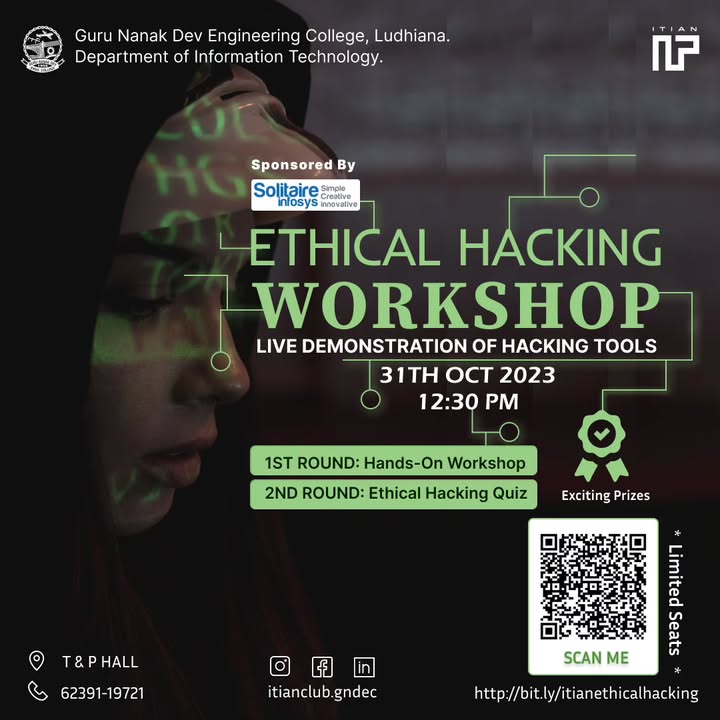 Guru Nanak Dev Engineering College, Ludhiana.
Department of Information Technology.
ITIAN
Sponsored By
Solitaire infosys
Simple
Creative
innovative
ETHICAL HACKING
WORKSHOP
LIVE DEMONSTRATION OF HACKING TOOLS
31TH OCT 2023
12:30 PM
1ST ROUND: Hands-On Workshop
2ND ROUND: Ethical Hacking Quiz
Exciting Prizes
* Limited Seats *
SCAN ME
T & P HALL
62391-19721
itianclub.gndec
http://bit.ly/itianethicalhacking